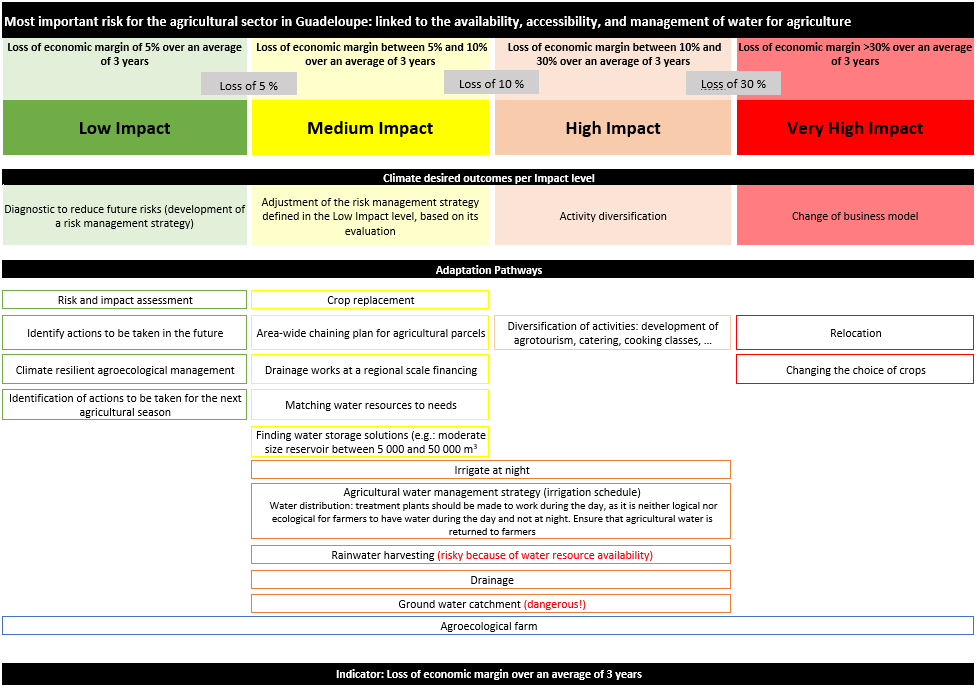 Most important risk for the agricultural sector in Guadeloupe: linked to the availability, accessibility, and management of water for agriculture
Loss of economic margin of 5% over an average
of 3 years
Loss of economic margin between 5% and 10%
over an average of 3 years
Loss of economic margin between 10% and
30% over an average of 3 years
Loss of economic margin >30% over an average
of 3 years
Loss of 5 %
Loss of 10 %
Loss of 30 %
Low Impact
Medium Impact
High Impact
Very High Impact
Climate desired outcomes per Impact level
Diagnostic to reduce future risks (development of
a risk management strategy)
Adjustment of the risk management strategy
defined in the Low Impact level, based on its
evaluation
Activity diversification
Change of business model
Adaptation Pathways
Risk and impact assessment
Crop replacement
Identify actions to be taken in the future
Area-wide chaining plan for agricultural parcels
Diversification of activities: development of
agrotourism, catering, cooking classes, ...
Relocation
Climate resilient agroecological management
Drainage works at a regional scale financing
Changing the choice of crops
Identification of actions to be taken for the next
agricultural season
Matching water resources to needs
Finding water storage solutions (e.g.: moderate
size reservoir between 5 000 and 50 000 m³
Irrigate at night
Agricultural water management strategy (irrigation schedule)
Water distribution: treatment plants should be made to work during the day, as it is neither logical nor
ecological for farmers to have water during the day and not at night. Ensure that agricultural water is
returned to farmers
Rainwater harvesting (risky because of water resource availability)
Drainage
Ground water catchment (dangerous!)
Agroecological farm
Indicator: Loss of economic margin over an average of 3 years